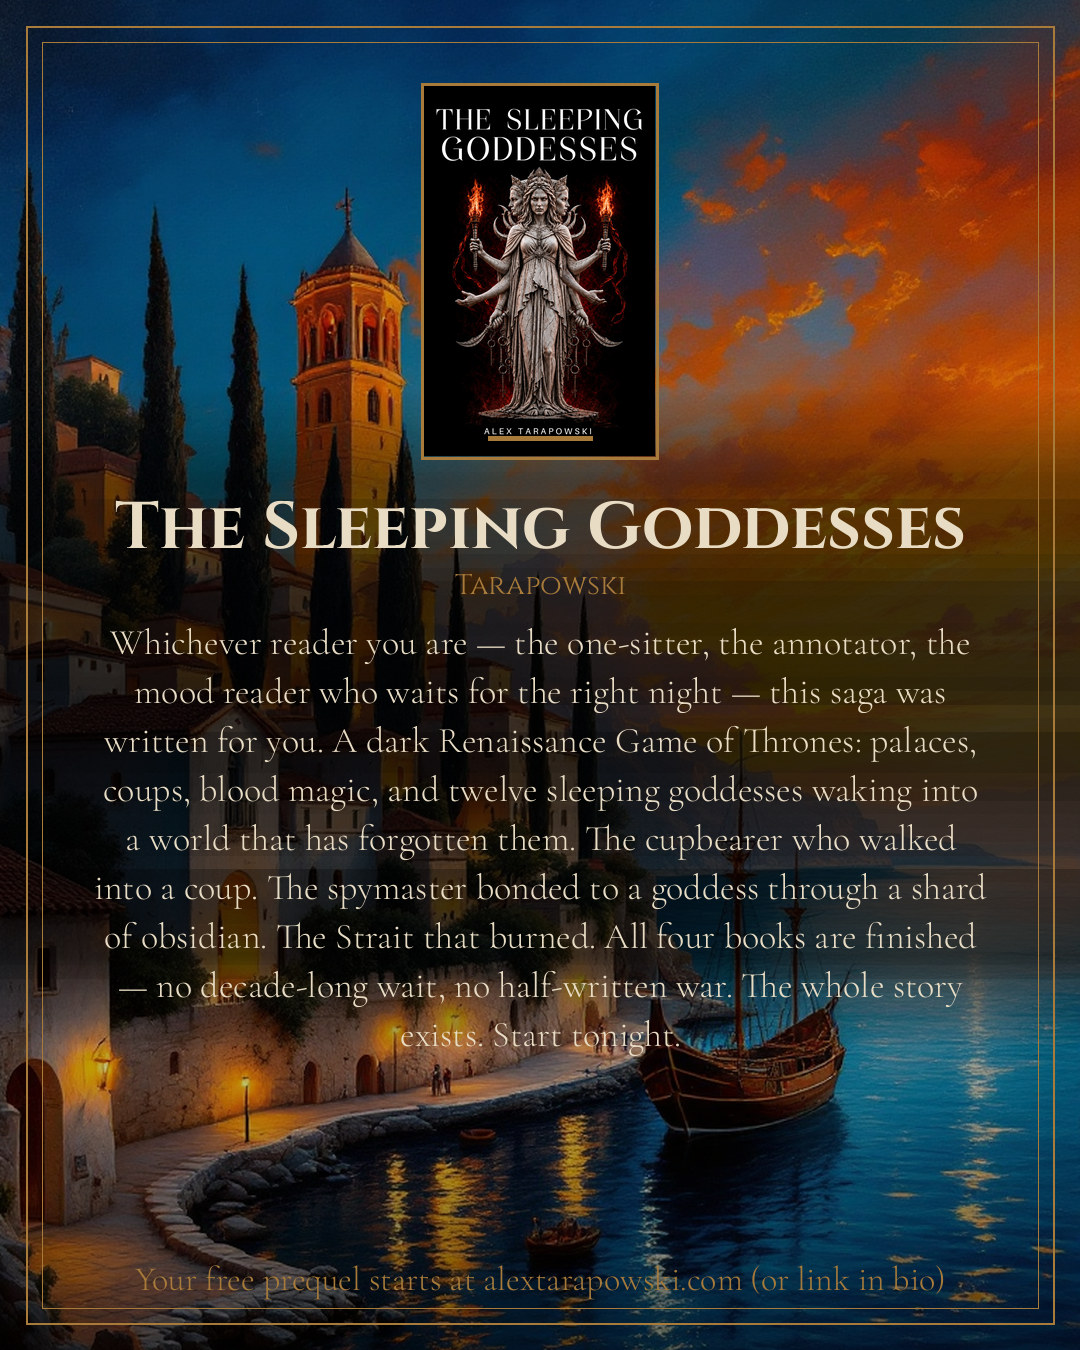 THE SLEEPING
GODDESSES
ALEX TARAPOWSKI
The Sleeping Goddesses
Tarapowski
Whichever reader you are — the one-sitter, the annotator, the
mood reader who waits for the right night — this saga was
written for you. A dark Renaissance Game of Thrones: palaces,
coups, blood magic, and twelve sleeping goddesses waking into
a world that has forgotten them. The cupbearer who walked
into a coup. The spymaster bonded to a goddess through a shard
of obsidian. The Strait that burned. All four books are finished
— no decade-long wait, no half-written war. The whole story
exists. Start tonight.
Your free prequel starts at alextarapowski.com (or link in bio)